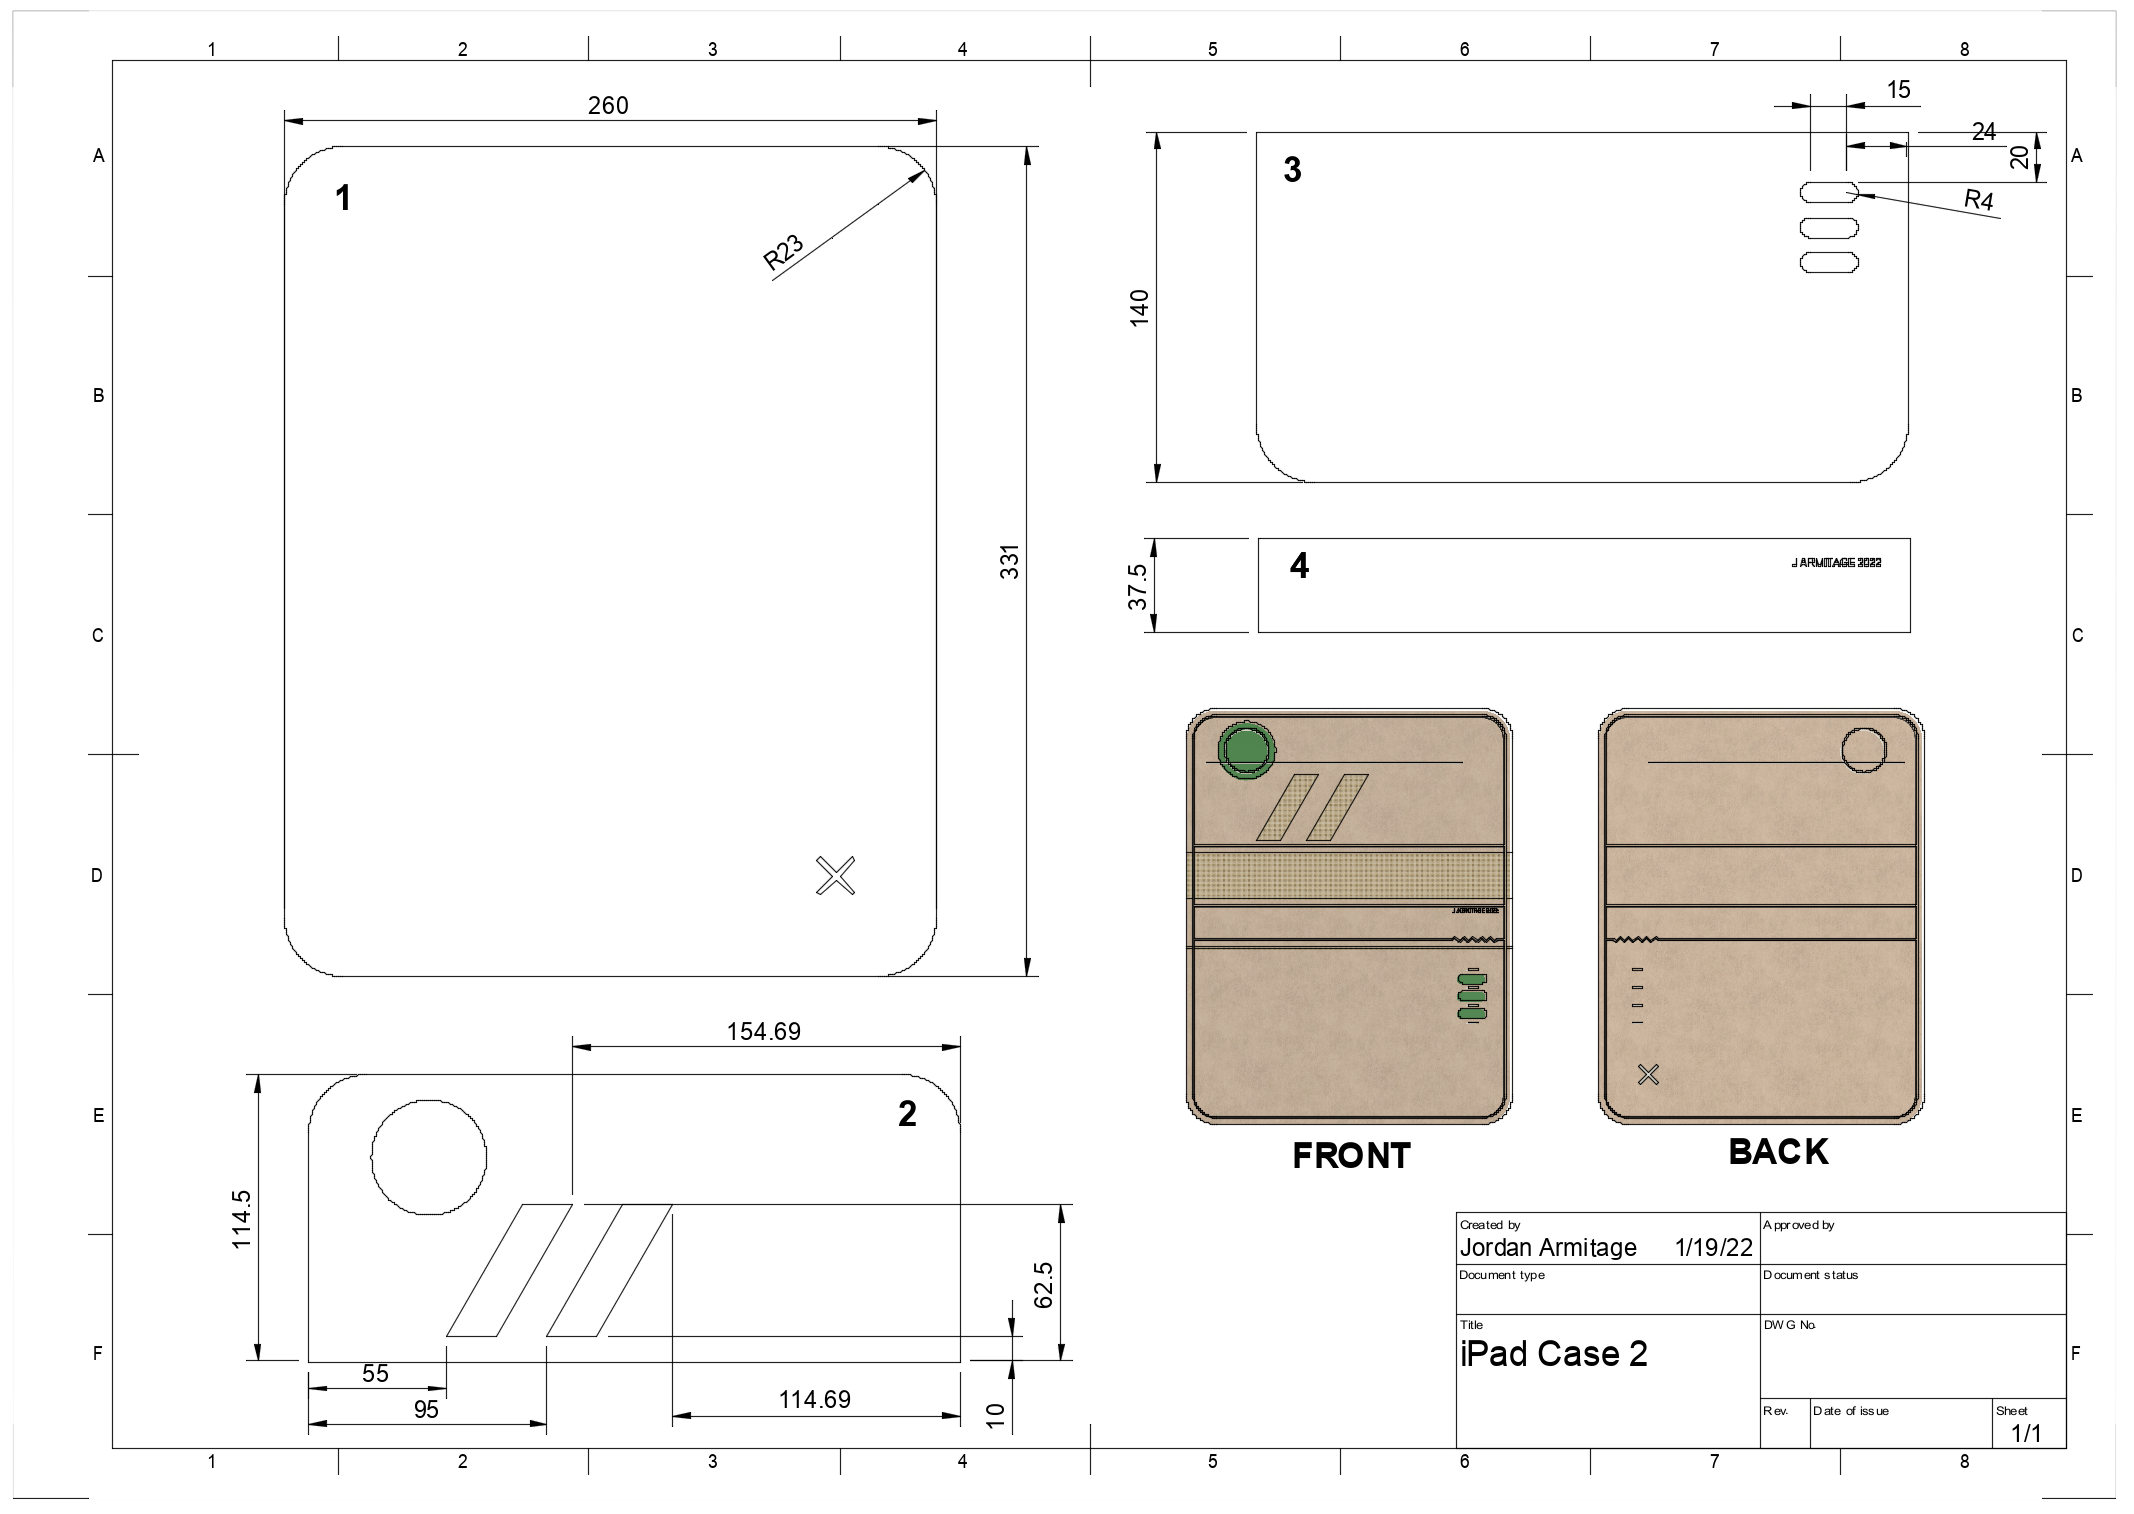 1 2 3 4 5 6 7 8
260
15
24
20
R4
R23
1
3
A A
140
331
B B
37.5
4
J ARMITAGE 2022
C C
D D
J ARMITAGE 2022
154.69
2
114.5
E E
FRONT
BACK
62.5
55
95
114.69
10
F F
Created by
Jordan Armitage 1/19/22
Approved by
Document type
Document status
Title
iPad Case 2
DWG No.
Rev.
Date of issue
Sheet
1/1
1 2 3 4 5 6 7 8